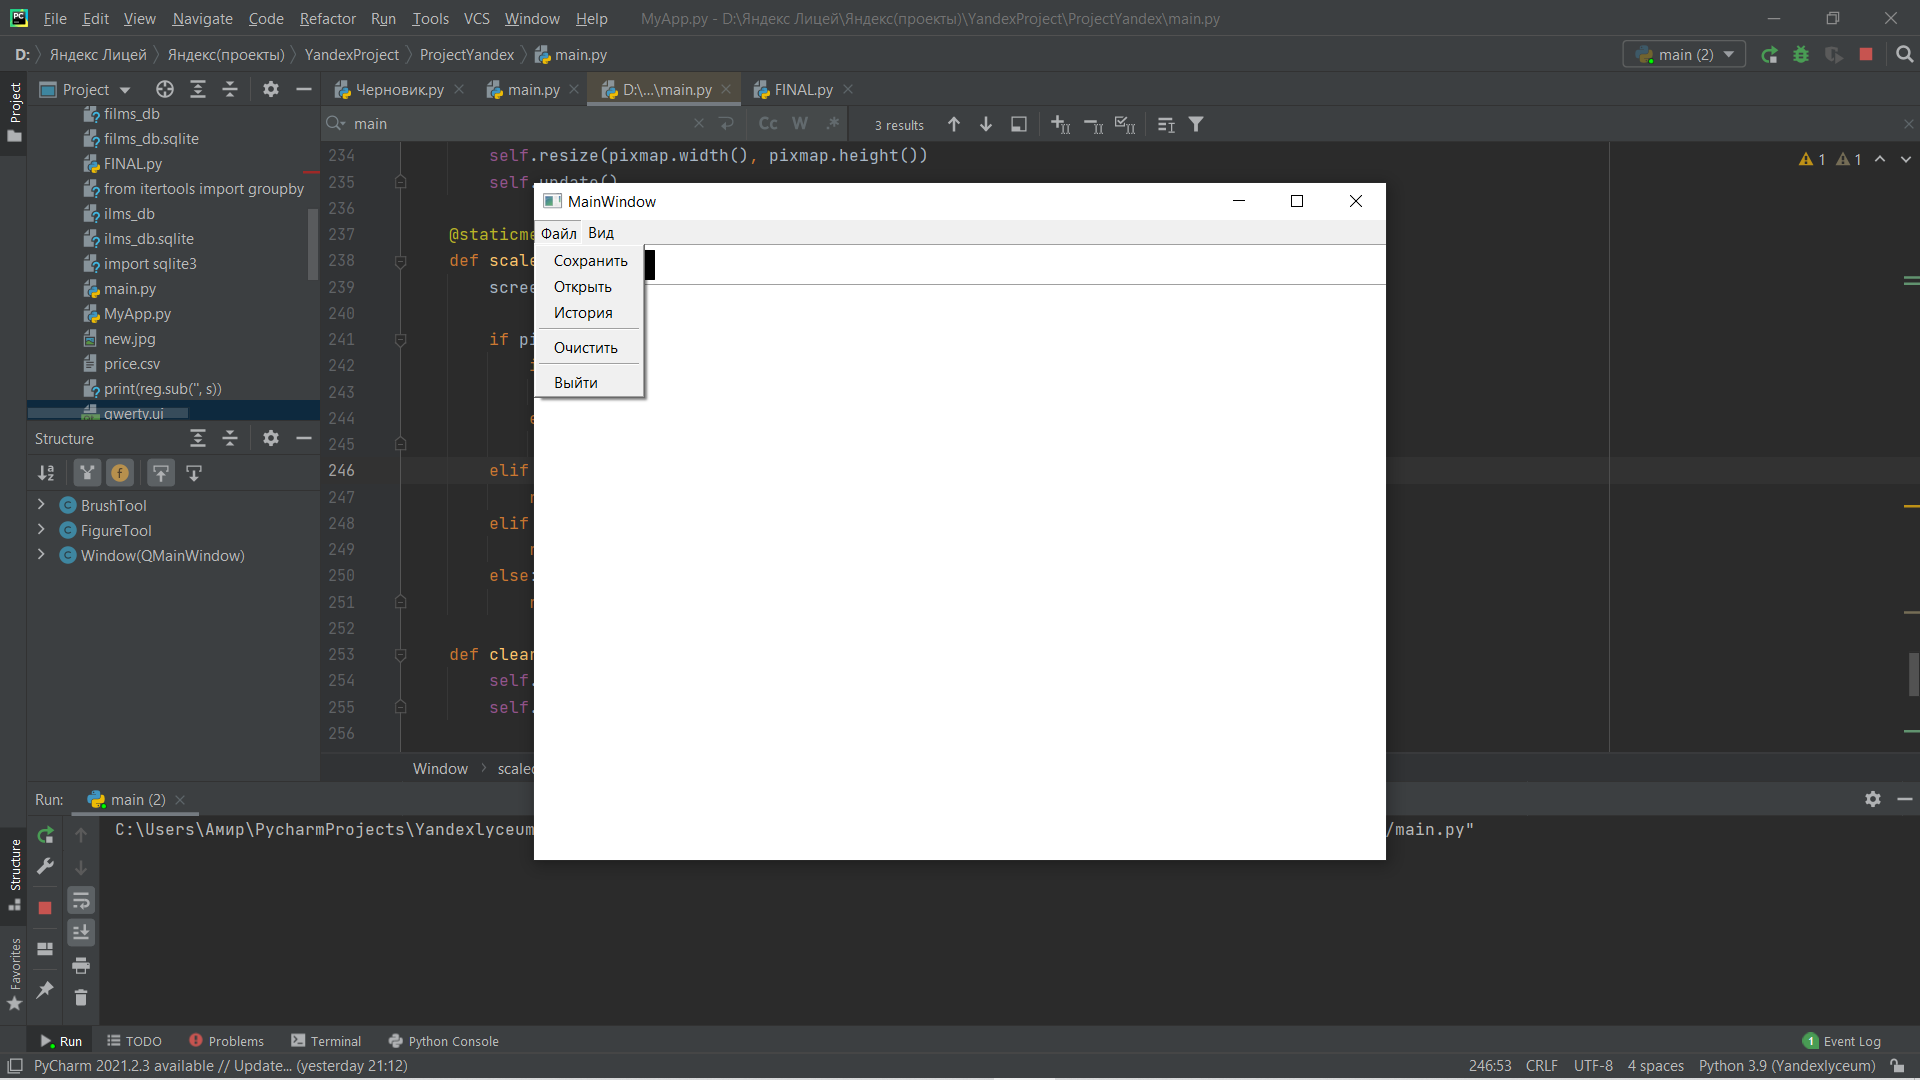 File Edit View Navigate Code Refactor Run Tools VCS Window Help MyApp.py - D:\Яндекс Лицей\Яндекс(проекты)\YandexProject\ProjectYandex\main.py
D: Яндекс Лицей Яндекс(проекты) YandexProject ProjectYandex main.py main (2)
Project
Project
Черновик.py main.py D:\...\main.py FINAL.py
main Cc W .* 3 results
films_db
films_db.sqlite
FINAL.py
from itertools import groupby
ilms_db
ilms_db.sqlite
import sqlite3
main.py
MyApp.py
new.jpg
price.csv
print(reg.sub('', s))
qwerty.ui
Structure
BrushTool
FigureTool
Window(QMainWindow)
1 1
234 self.resize(pixmap.width(), pixmap.height())
235 self.update()
236
237 @staticme
238 def scale
239 scree
240
241 if pi
242
243
244 e
245
246 elif
247
248 elif
249
250 else:
251
252
253 def clear
254 self.
255 self.
256
Window scaled
MainWindow
Файл Вид
Сохранить
Открыть
История
Очистить
Выйти
Run: main (2)
C:\Users\Амир\PycharmProjects\Yandexlyceum /main.py"
Structure
Favorites
Run TODO Problems Terminal Python Console 1 Event Log
PyCharm 2021.2.3 available // Update... (yesterday 21:12) 246:53 CRLF UTF-8 4 spaces Python 3.9 (Yandexlyceum)